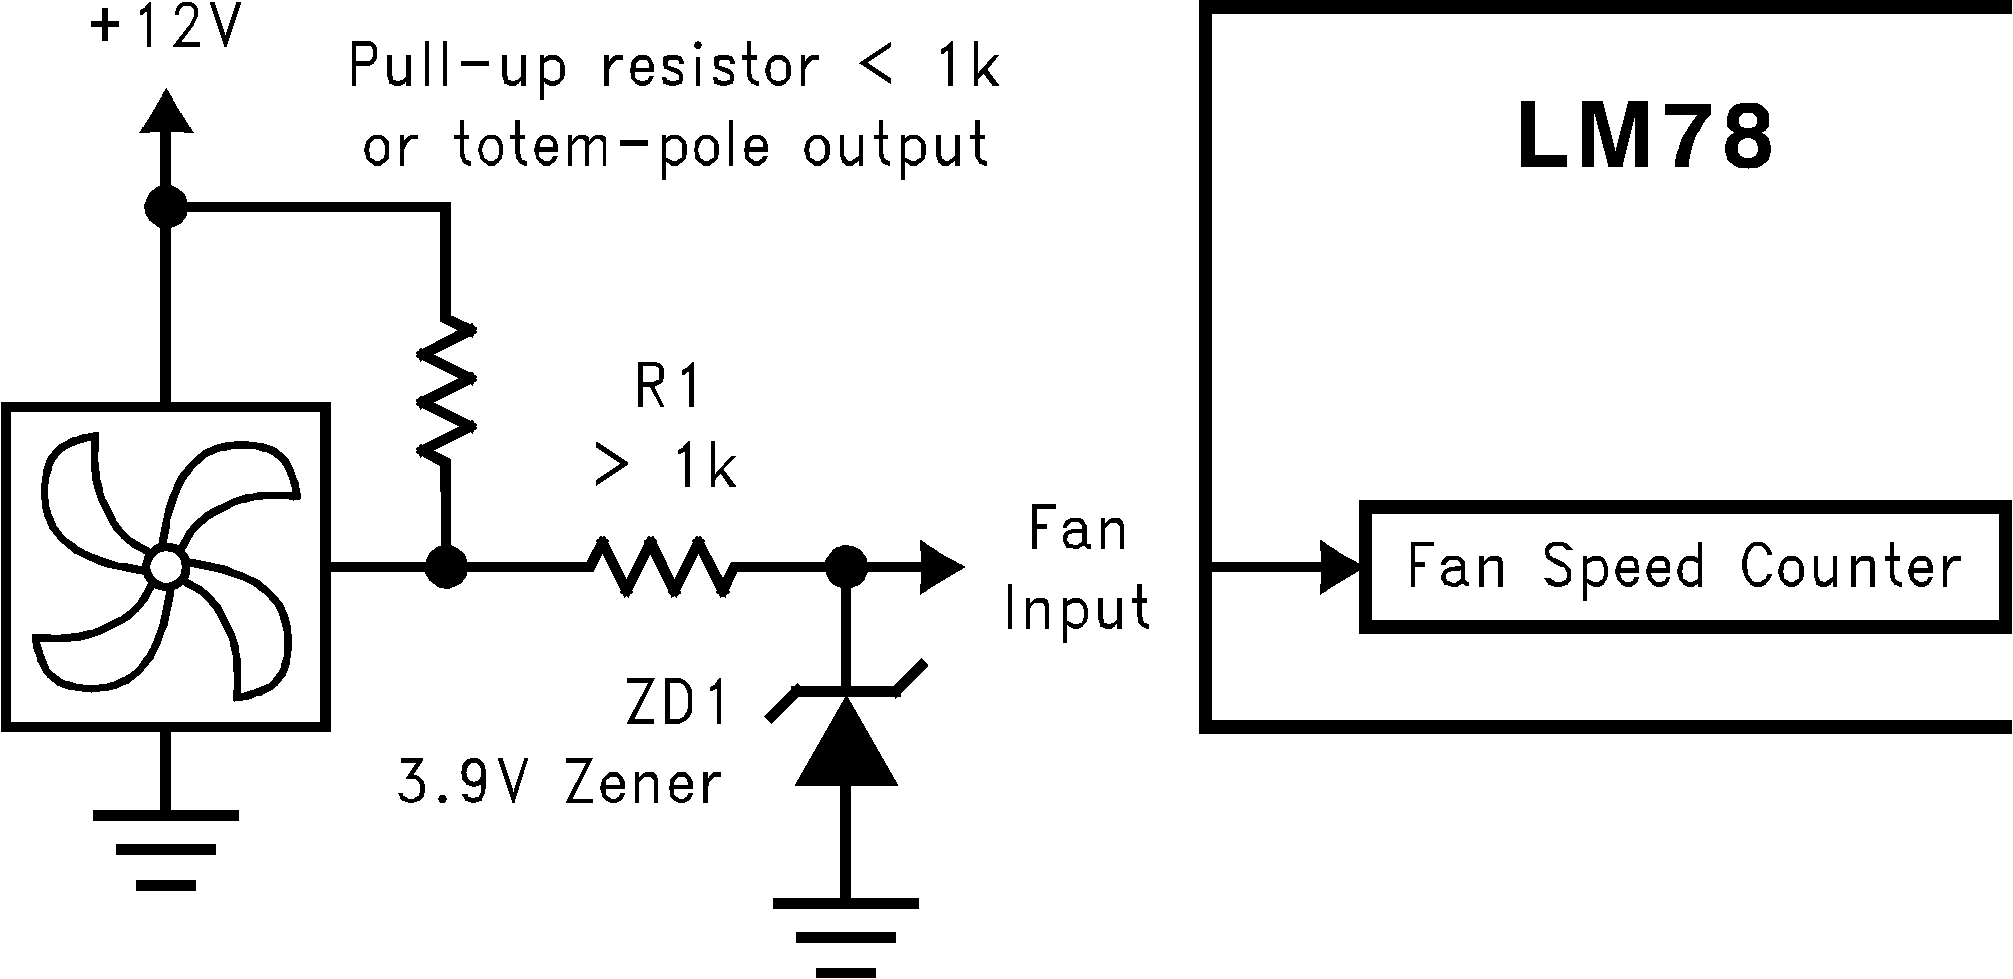 +12V
Pull-up resistor < 1k
or totem-pole output
LM78
R1
> 1k
Fan
Input
Fan Speed Counter
ZD1
3.9V Zener